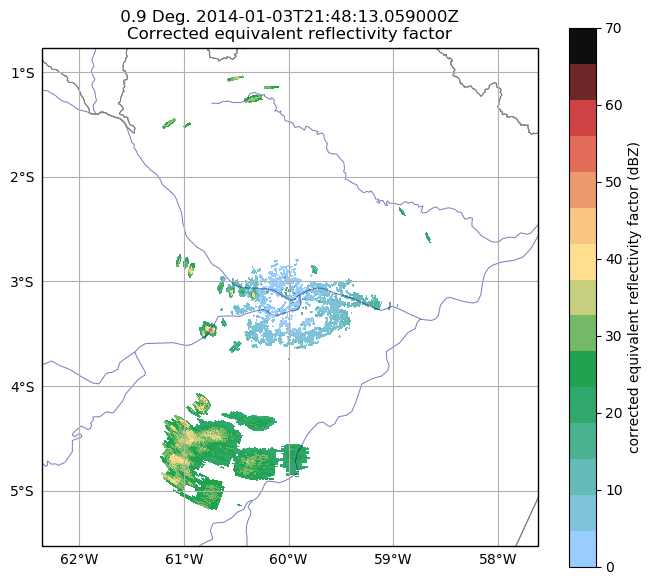 0.9 Deg. 2014-01-03T21:48:13.059000Z
Corrected equivalent reflectivity factor
1°S
2°S
3°S
4°S
5°S
62°W
61°W
60°W
59°W
58°W
70
60
50
40
30
20
10
0
corrected equivalent reflectivity factor (dBZ)